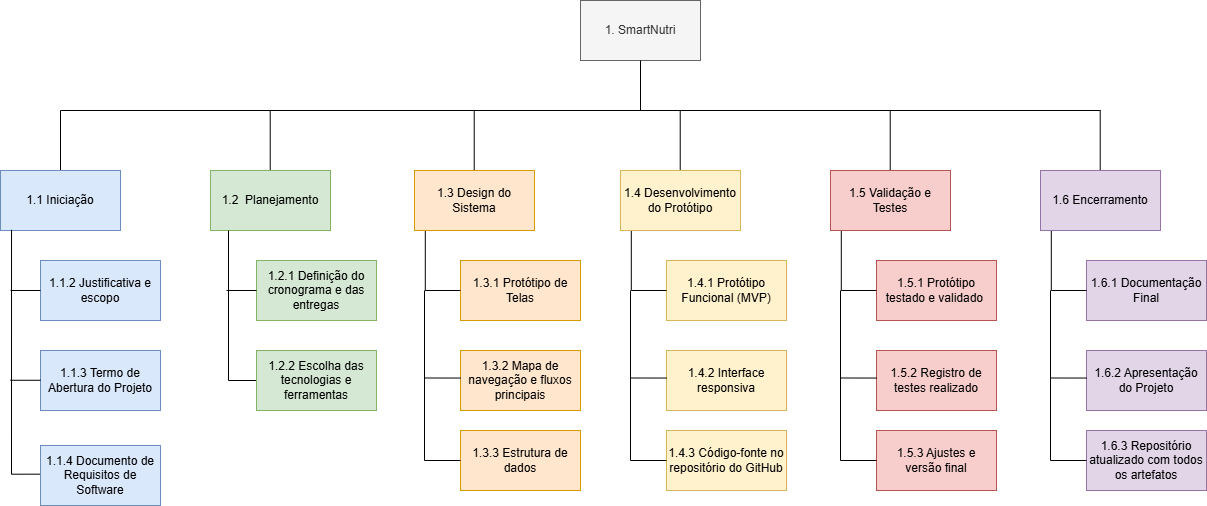 1. SmartNutri
1.1 Iniciação
1.1.2 Justificativa e
escopo
1.1.3 Termo de
Abertura do Projeto
1.1.4 Documento de
Requisitos de
Software
1.2 Planejamento
1.2.1 Definição do
cronograma e das
entregas
1.2.2 Escolha das
tecnologias e
ferramentas
1.3 Design do
Sistema
1.3.1 Protótipo de
Telas
1.3.2 Mapa de
navegação e fluxos
principais
1.3.3 Estrutura de
dados
1.4 Desenvolvimento
do Protótipo
1.4.1 Protótipo
Funcional (MVP)
1.4.2 Interface
responsiva
1.4.3 Código-fonte no
repositório do GitHub
1.5 Validação e
Testes
1.5.1 Protótipo
testado e validado
1.5.2 Registro de
testes realizado
1.5.3 Ajustes e
versão final
1.6 Encerramento
1.6.1 Documentação
Final
1.6.2 Apresentação
do Projeto
1.6.3 Repositório
atualizado com todos
os artefatos